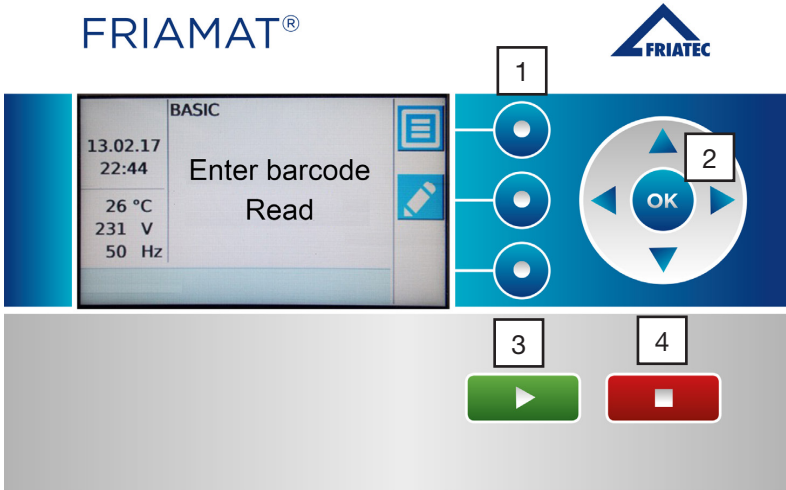 FRIAMAT®
FRIATEC
1
BASIC
13.02.17
22:44
Enter barcode
Read
26 °C
231 V
50 Hz
2
OK
3
4